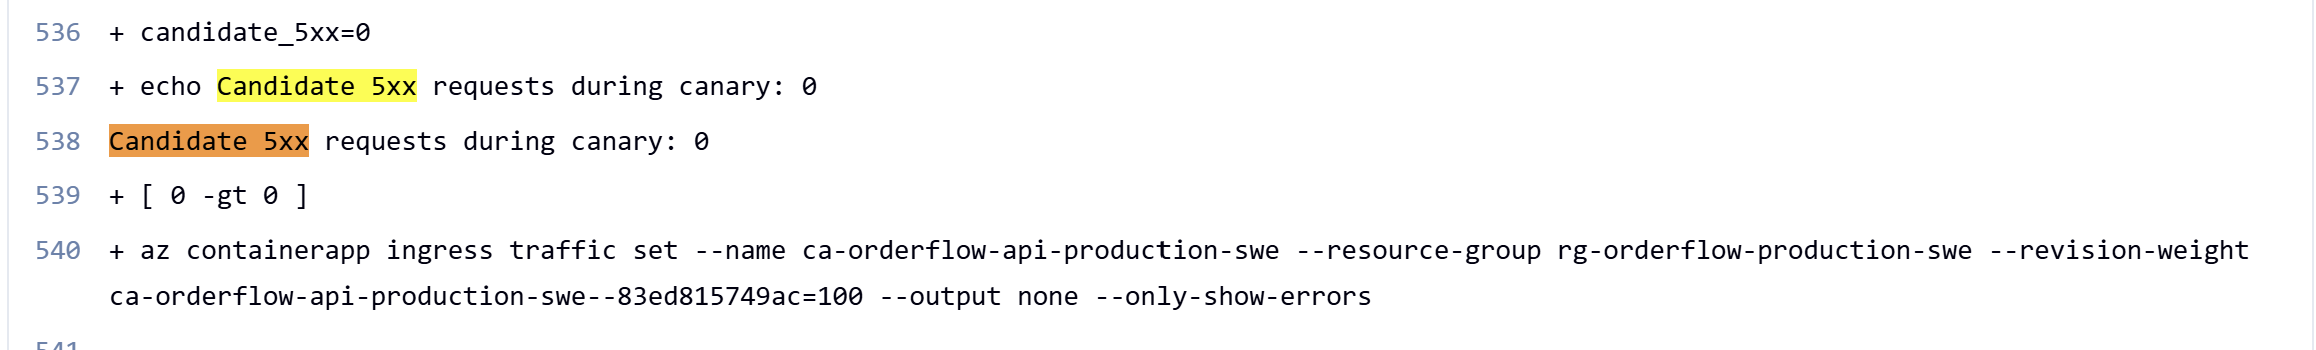 536 + candidate_5xx=0
537 + echo Candidate 5xx requests during canary: 0
538 Candidate 5xx requests during canary: 0
539 + [ 0 -gt 0 ]
540 + az containerapp ingress traffic set --name ca-orderflow-api-production-swe --resource-group rg-orderflow-production-swe --revision-weight
ca-orderflow-api-production-swe--83ed815749ac=100 --output none --only-show-errors
541